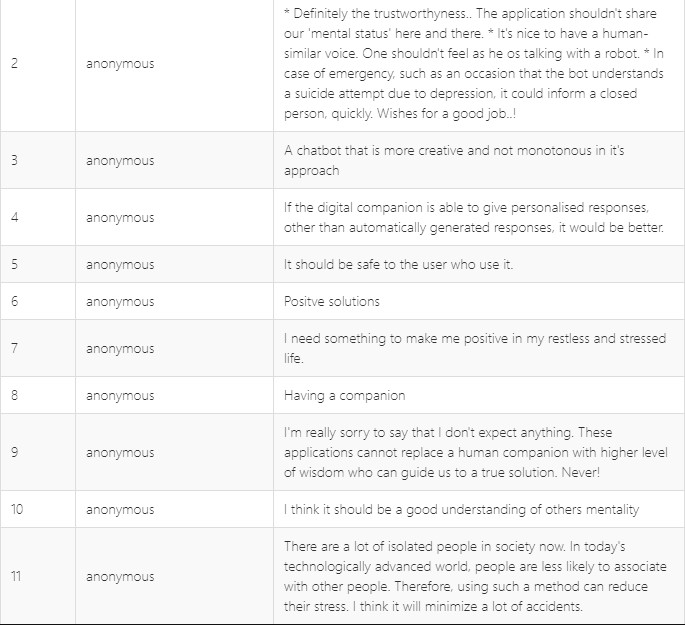 * Definitely the trustworthyness.. The application shouldn't share
our 'mental status' here and there. * It's nice to have a human-
similar voice. One shouldn't feel as he os talking with a robot. * In
2 anonymous case of emergency, such as an occasion that the bot understands
a suicide attempt due to depression, it could inform a closed
person, quickly. Wishes for a good job..!
3 anonymous A chatbot that is more creative and not monotonous in it's
approach
4 anonymous If the digital companion is able to give personalised responses,
other than automatically generated responses, it would be better.
5 anonymous It should be safe to the user who use it.
6 anonymous Positve solutions
7 anonymous I need something to make me positive in my restless and stressed
life.
8 anonymous Having a companion
I'm really sorry to say that I don't expect anything. These
9 anonymous applications cannot replace a human companion with higher level
of wisdom who can guide us to a true solution. Never!
10 anonymous I think it should be a good understanding of others mentality
There are a lot of isolated people in society now. In today's
technologically advanced world, people are less likely to associate
11 anonymous with other people. Therefore, using such a method can reduce
their stress. I think it will minimize a lot of accidents.